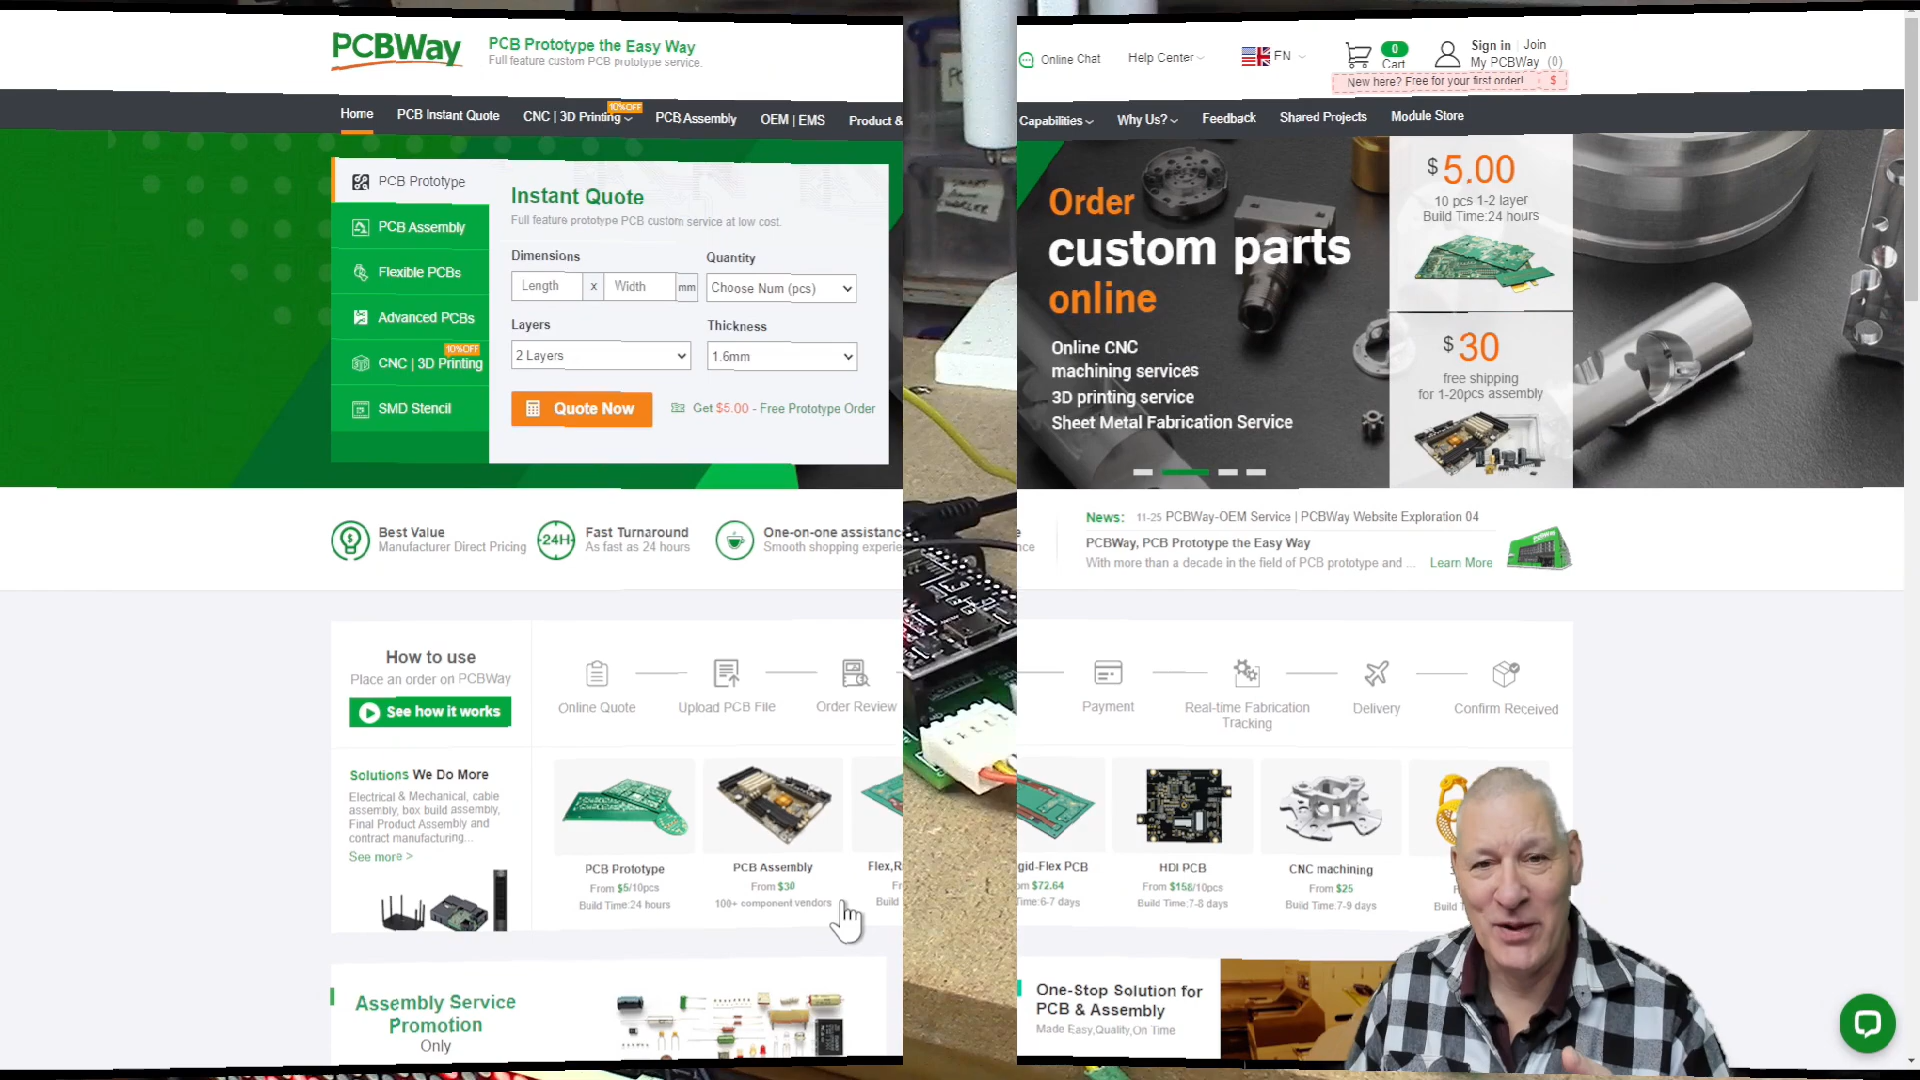 PCBWay
PCB Prototype the Easy Way
Full feature custom PCB prototype service.
Online Chat
Help Center
EN
0
Cart
Sign in | Join
My PCBWay (0)
New here? Free for your first order! $
Home
PCB Instant Quote
CNC | 3D Printing
10%OFF
PCB Assembly
OEM | EMS
Product &
Capabilities
Why Us?
Feedback
Shared Projects
Module Store
PCB Prototype
PCB Assembly
Flexible PCBs
Advanced PCBs
10%OFF
CNC | 3D Printing
SMD Stencil
Instant Quote
Full feature prototype PCB custom service at low cost.
Dimensions
Quantity
Length x Width mm
Choose Num (pcs)
Layers
Thickness
2 Layers
1.6mm
Quote Now
Get $5.00 - Free Prototype Order
Order
custom parts
online
Online CNC
machining services
3D printing service
Sheet Metal Fabrication Service
$ 5.00
10 pcs 1-2 layer
Build Time:24 hours
$ 30
free shipping
for 1-20pcs assembly
Best Value
Manufacturer Direct Pricing
24H
Fast Turnaround
As fast as 24 hours
One-on-one assistanc
Smooth shopping experie
nce
News: 11-25 PCBWay-OEM Service | PCBWay Website Exploration 04
PCBWay, PCB Prototype the Easy Way
With more than a decade in the field of PCB prototype and ...
Learn More
How to use
Place an order on PCBWay
See how it works
Online Quote
Upload PCB File
Order Review
Payment
Real-time Fabrication
Tracking
Delivery
Confirm Received
Solutions We Do More
Electrical & Mechanical, cable
assembly, box build assembly,
Final Product Assembly and
contract manufacturing...
See more >
PCB Prototype
From $5/10pcs
Build Time:24 hours
PCB Assembly
From $30
100+ component vendors
Flex,R
Fr
Build
gid-Flex PCB
om $72.64
Time:6-7 days
HDI PCB
From $158/10pcs
Build Time:7-8 days
CNC machining
From $25
Build Time:7-9 days
Build
Assembly Service
Promotion
Only
One-Stop Solution for
PCB & Assembly
Made Easy,Quality,On Time